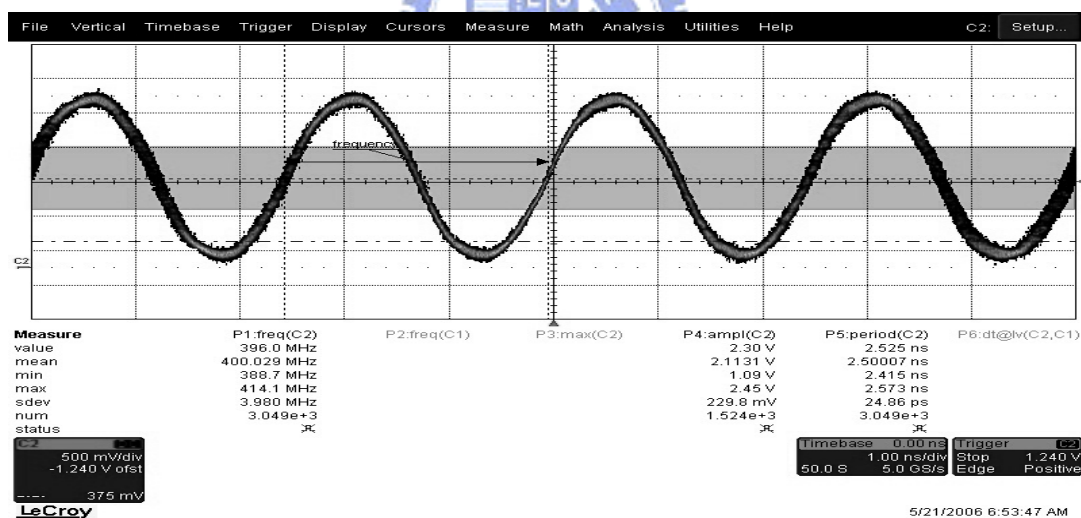 File Vertical Timebase Trigger Display Cursors Measure Math Analysis Utilities Help C2: Setup...
frequency
C2
Measure P1:freq(C2) P2:freq(C1) P3:max(C2) P4:ampl(C2) P5:period(C2) P6:dt@lv(C2,C1)
value 396.0 MHz 2.30 V 2.525 ns
mean 400.029 MHz 2.1131 V 2.50007 ns
min 388.7 MHz 1.09 V 2.415 ns
max 414.1 MHz 2.45 V 2.573 ns
sdev 3.980 MHz 229.8 mV 24.86 ps
num 3.049e+3 1.524e+3 3.049e+3
status
C2
500 mV/div
-1.240 V ofst
375 mV
Timebase 0.00 ns Trigger C2
1.00 ns/div Stop 1.240 V
50.0 S 5.0 GS/s Edge Positive
LeCroy 5/21/2006 6:53:47 AM